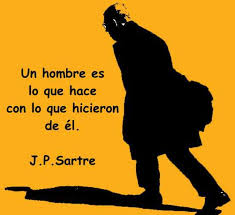 Un hombre es
lo que hace
con lo que hicieron
de él.
J.P.Sartre